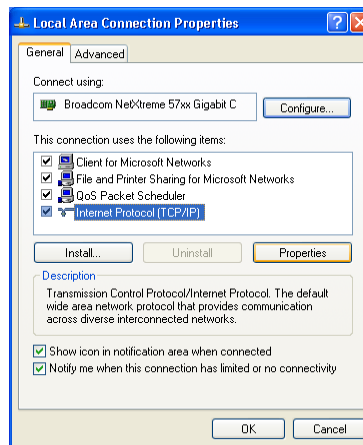 Local Area Connection Properties
General
Advanced
Connect using:
Broadcom NetXtreme 57xx Gigabit C
Configure...
This connection uses the following items:
Client for Microsoft Networks
File and Printer Sharing for Microsoft Networks
QoS Packet Scheduler
Internet Protocol (TCP/IP)
Install...
Uninstall
Properties
Description
Transmission Control Protocol/Internet Protocol. The default
wide area network protocol that provides communication
across diverse interconnected networks.
Show icon in notification area when connected
Notify me when this connection has limited or no connectivity
OK
Cancel